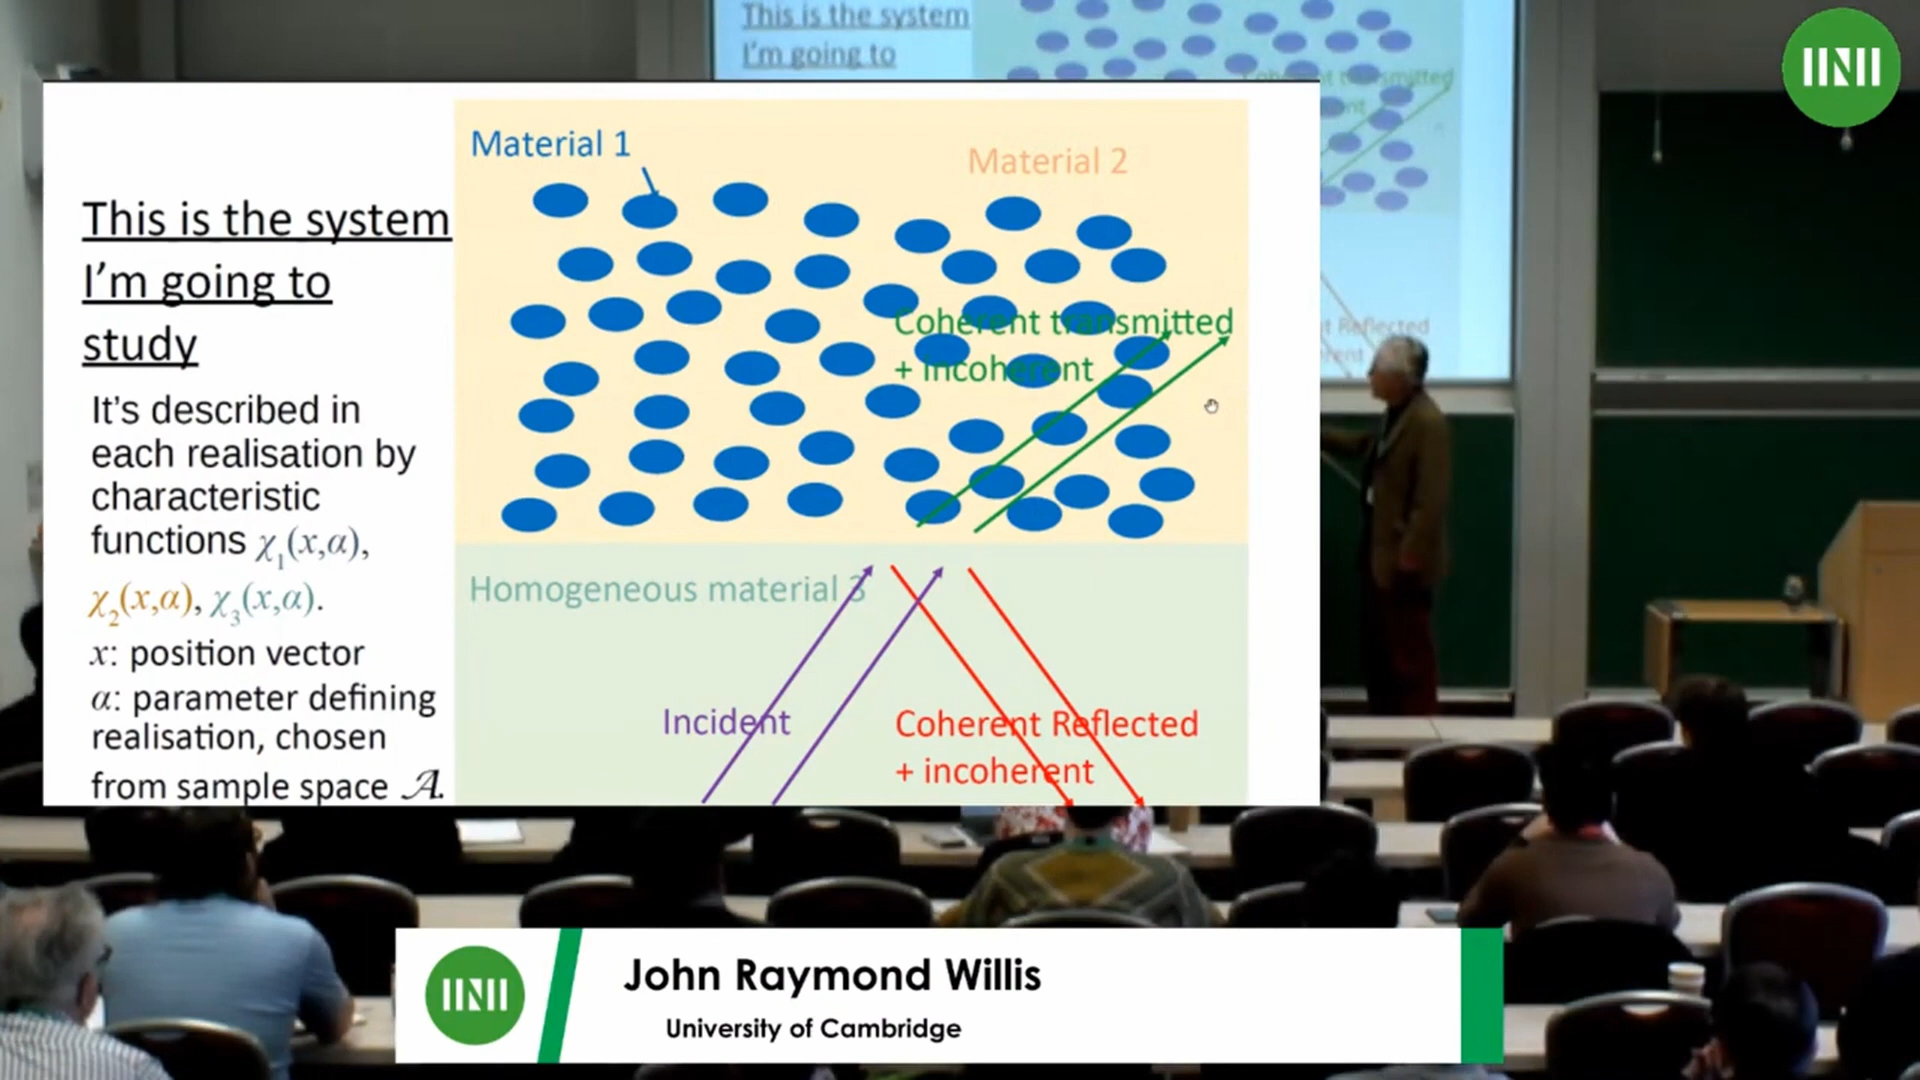 This is the system
I'm going to
This is the system
I'm going to
study
It's described in
each realisation by
characteristic
functions χ₁(x,α),
χ₂(x,α), χ₃(x,α).
x: position vector
α: parameter defining
realisation, chosen
from sample space 𝒜.
Material 1
Material 2
Coherent transmitted
+ incoherent
Homogeneous material 3
Incident
Coherent Reflected
+ incoherent
transmitted
Reflected
John Raymond Willis
University of Cambridge